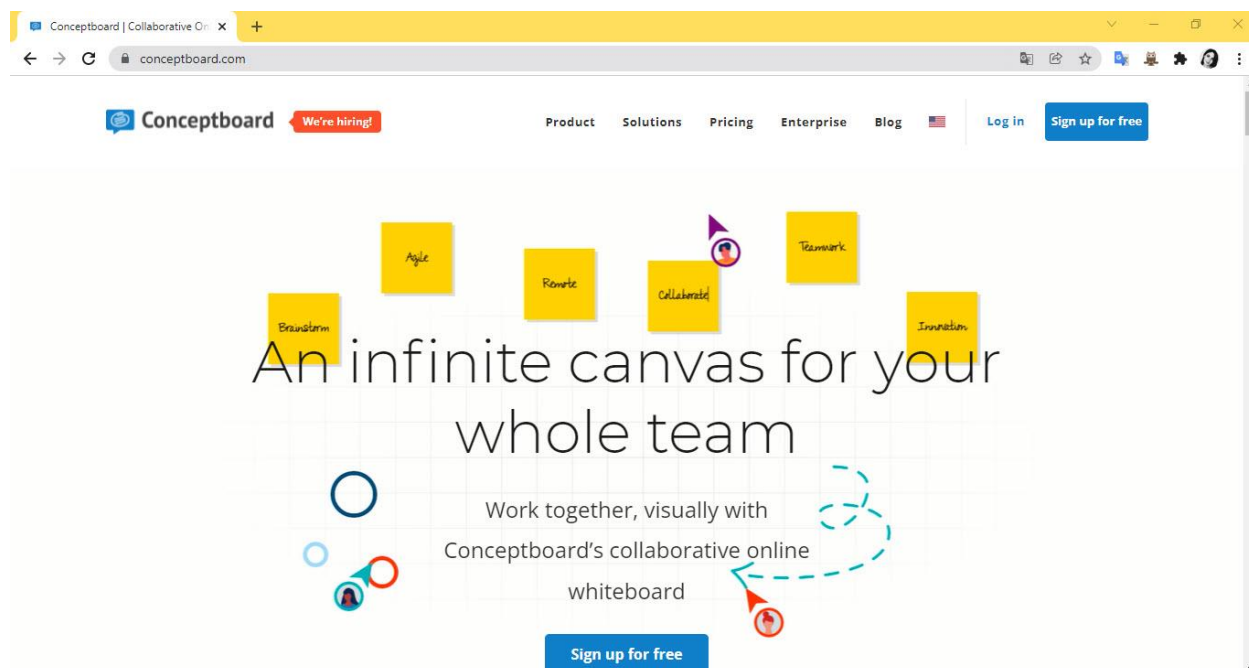 Conceptboard | Collaborative On
conceptboard.com
Conceptboard
We're hiring!
Product Solutions Pricing Enterprise Blog
Log in
Sign up for free
Agile
Remote
Collaborate
Teamwork
Brainstorm
Innovation
An infinite canvas for your
whole team
Work together, visually with
Conceptboard's collaborative online
whiteboard
Sign up for free